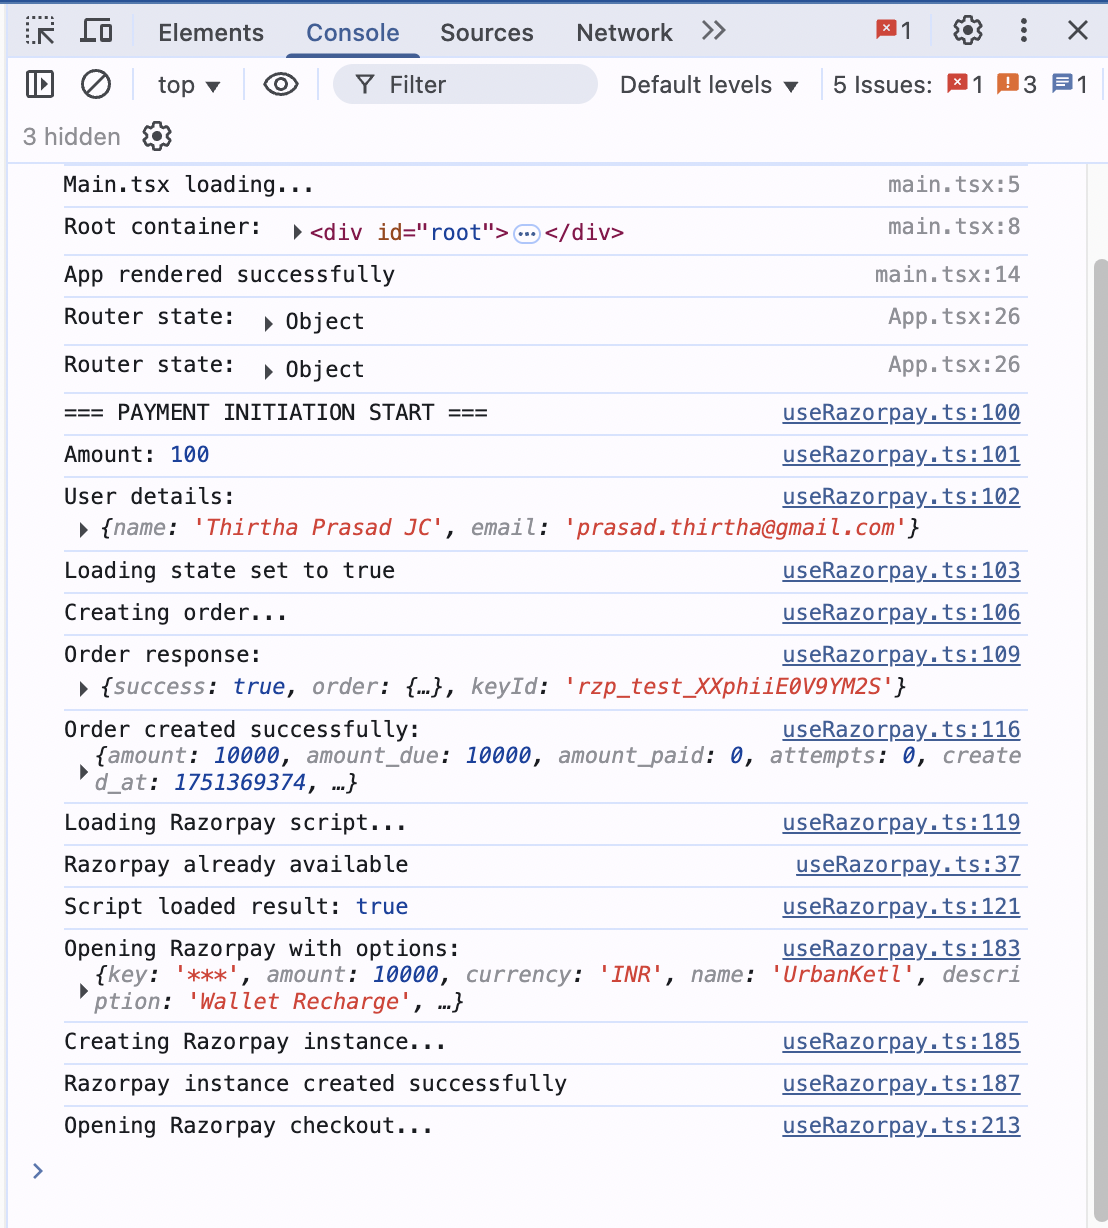 Elements Console Sources Network 1
top Filter Default levels 5 Issues: 1 3 1
3 hidden
Main.tsx loading... main.tsx:5
Root container: <div id="root">…</div> main.tsx:8
App rendered successfully main.tsx:14
Router state: Object App.tsx:26
Router state: Object App.tsx:26
=== PAYMENT INITIATION START === useRazorpay.ts:100
Amount: 100 useRazorpay.ts:101
User details: useRazorpay.ts:102
{name: 'Thirtha Prasad JC', email: 'prasad.thirtha@gmail.com'}
Loading state set to true useRazorpay.ts:103
Creating order... useRazorpay.ts:106
Order response: useRazorpay.ts:109
{success: true, order: {…}, keyId: 'rzp_test_XXphiiE0V9YM2S'}
Order created successfully: useRazorpay.ts:116
{amount: 10000, amount_due: 10000, amount_paid: 0, attempts: 0, create
d_at: 1751369374, …}
Loading Razorpay script... useRazorpay.ts:119
Razorpay already available useRazorpay.ts:37
Script loaded result: true useRazorpay.ts:121
Opening Razorpay with options: useRazorpay.ts:183
{key: '***', amount: 10000, currency: 'INR', name: 'UrbanKetl', descri
ption: 'Wallet Recharge', …}
Creating Razorpay instance... useRazorpay.ts:185
Razorpay instance created successfully useRazorpay.ts:187
Opening Razorpay checkout... useRazorpay.ts:213